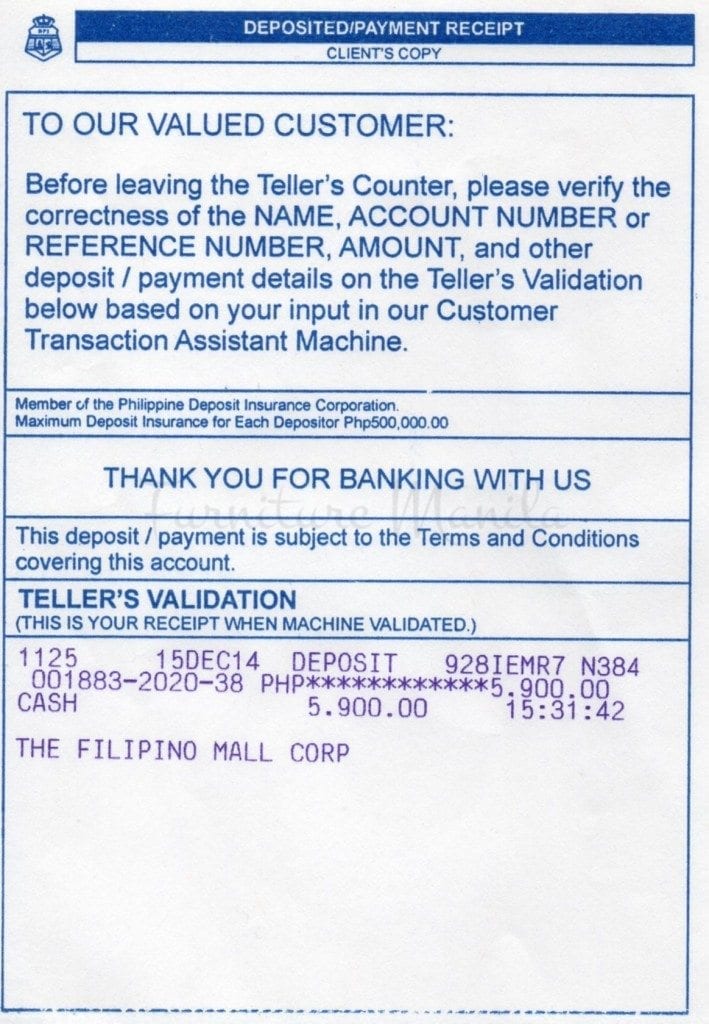 BPI
DEPOSITED/PAYMENT RECEIPT
CLIENT'S COPY
TO OUR VALUED CUSTOMER:
Before leaving the Teller's Counter, please verify the
correctness of the NAME, ACCOUNT NUMBER or
REFERENCE NUMBER, AMOUNT, and other
deposit / payment details on the Teller's Validation
below based on your input in our Customer
Transaction Assistant Machine.
Member of the Philippine Deposit Insurance Corporation.
Maximum Deposit Insurance for Each Depositor Php500,000.00
THANK YOU FOR BANKING WITH US
Furniture Manila
This deposit / payment is subject to the Terms and Conditions
covering this account.
TELLER'S VALIDATION
(THIS IS YOUR RECEIPT WHEN MACHINE VALIDATED.)
1125 15DEC14 DEPOSIT 928IEMR7 N384
001883-2020-38 PHP************5.900.00
CASH 5.900.00 15:31:42
THE FILIPINO MALL CORP